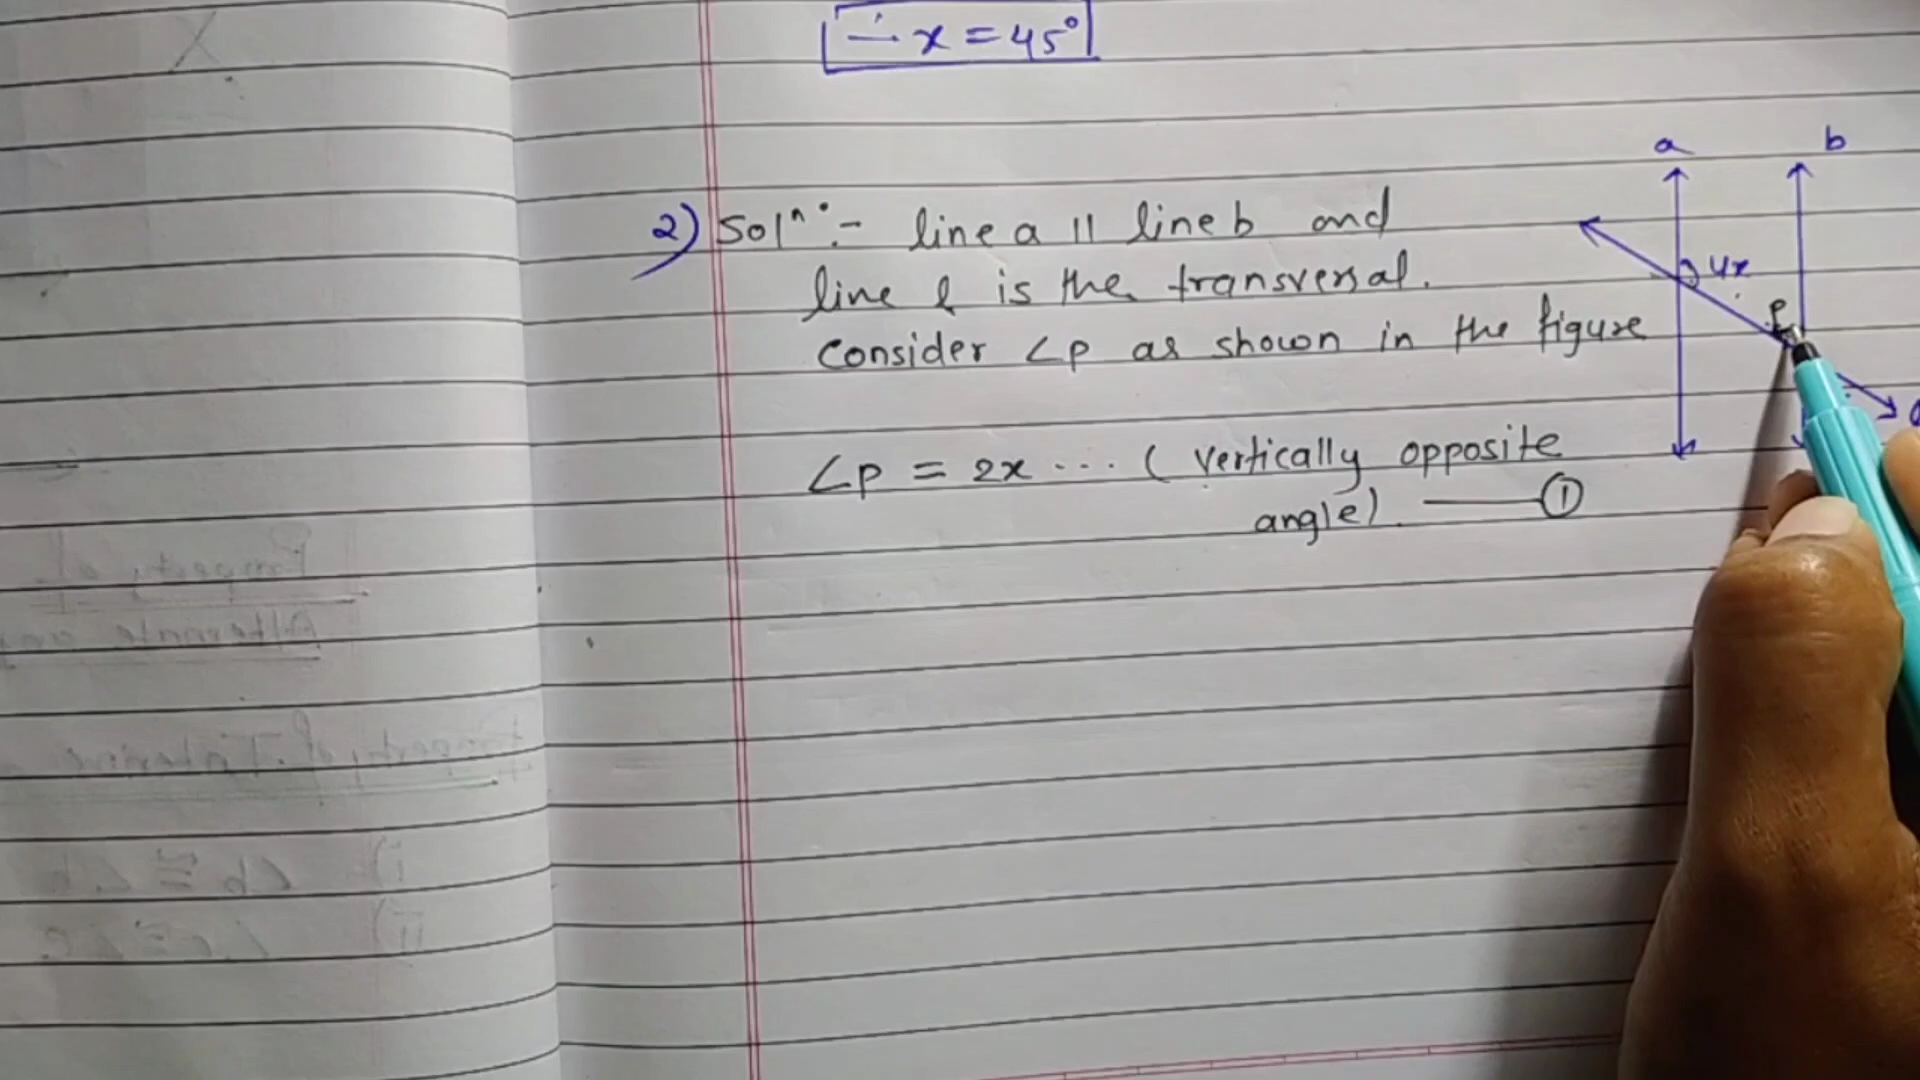 ∴ x = 45°
2) Solⁿ :- line a || line b and
line l is the transversal.
Consider ∠p as shown in the figure
∠p = 2x ... ( vertically opposite
angle) ——— ①
a
b
4x
P